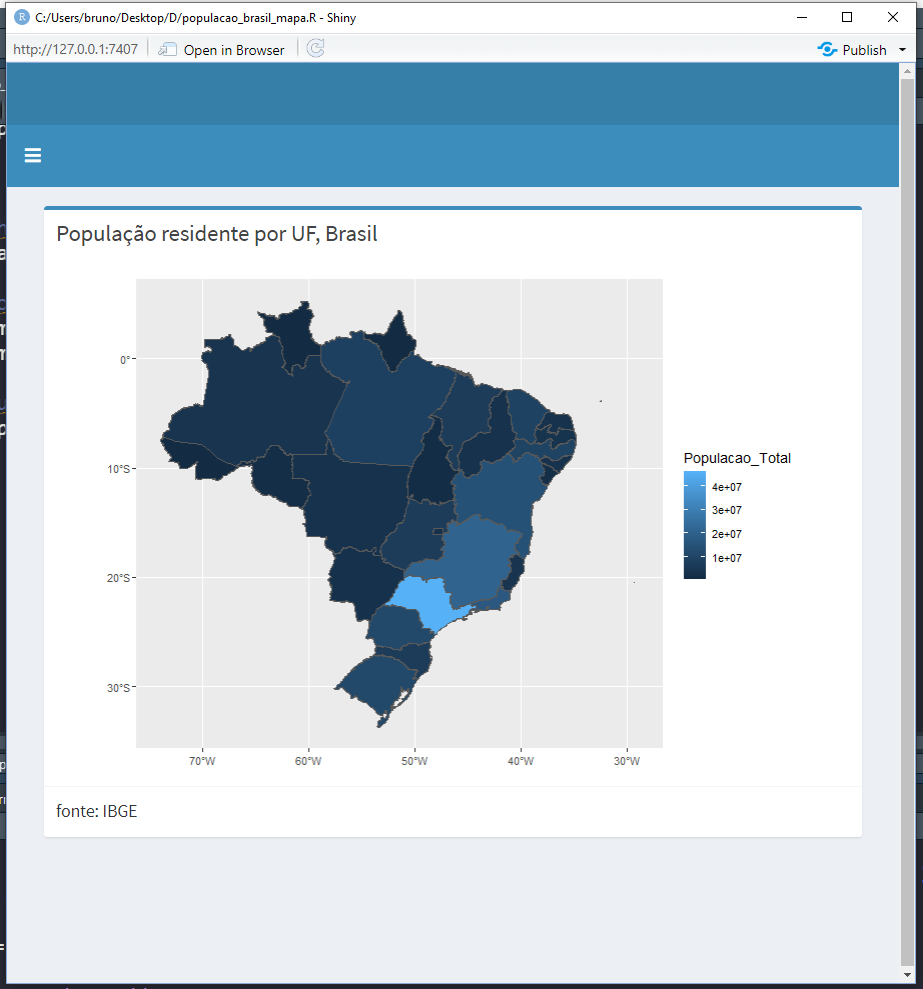 R C:/Users/bruno/Desktop/D/populacao_brasil_mapa.R - Shiny
http://127.0.0.1:7407 Open in Browser Publish
População residente por UF, Brasil
0°
10°S
20°S
30°S
70°W 60°W 50°W 40°W 30°W
Populacao_Total
4e+07
3e+07
2e+07
1e+07
fonte: IBGE